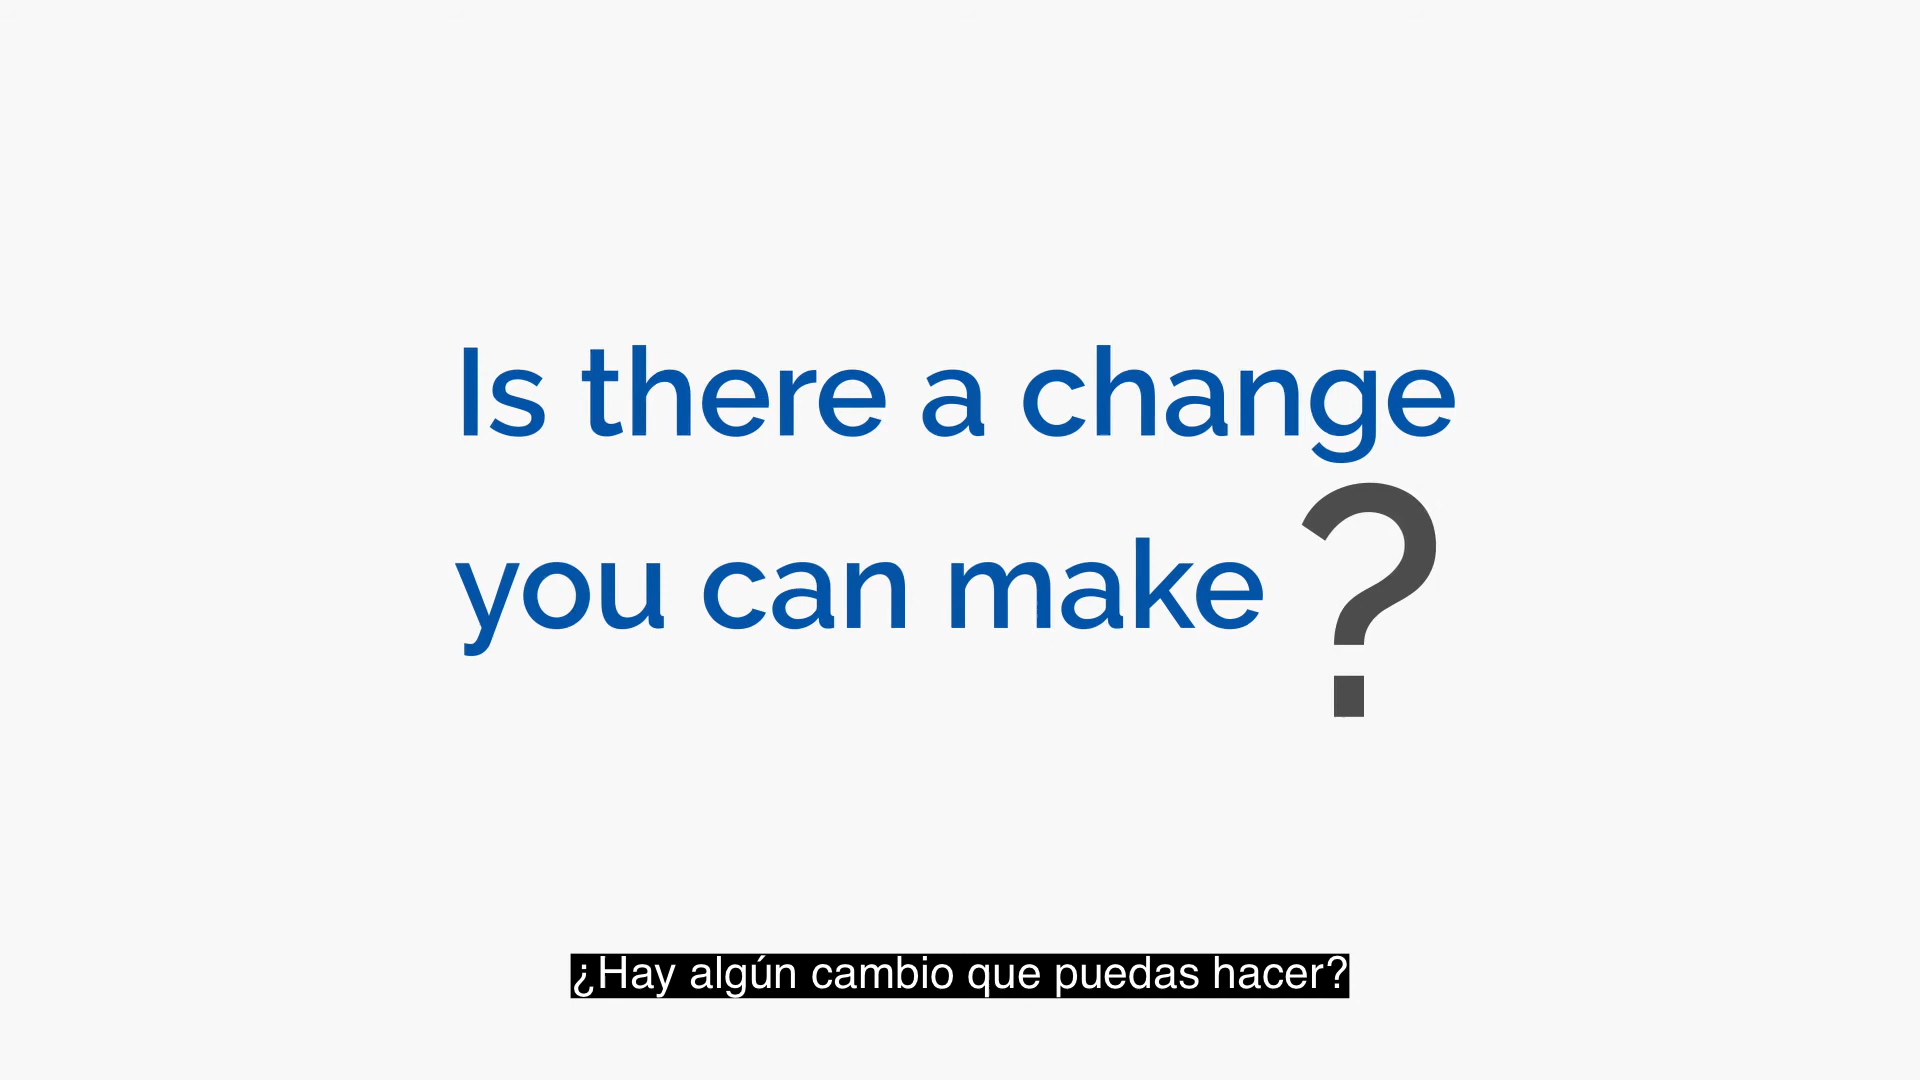 Is there a change
you can make?
¿Hay algún cambio que puedas hacer?